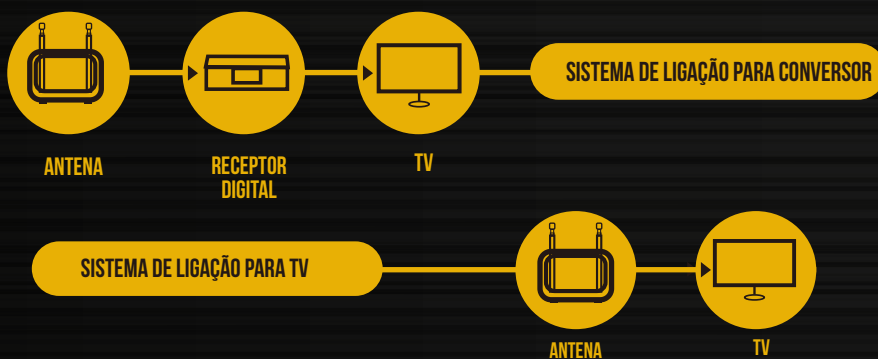 SISTEMA DE LIGAÇÃO PARA CONVERSOR
ANTENA
RECEPTOR
DIGITAL
TV
SISTEMA DE LIGAÇÃO PARA TV
ANTENA
TV